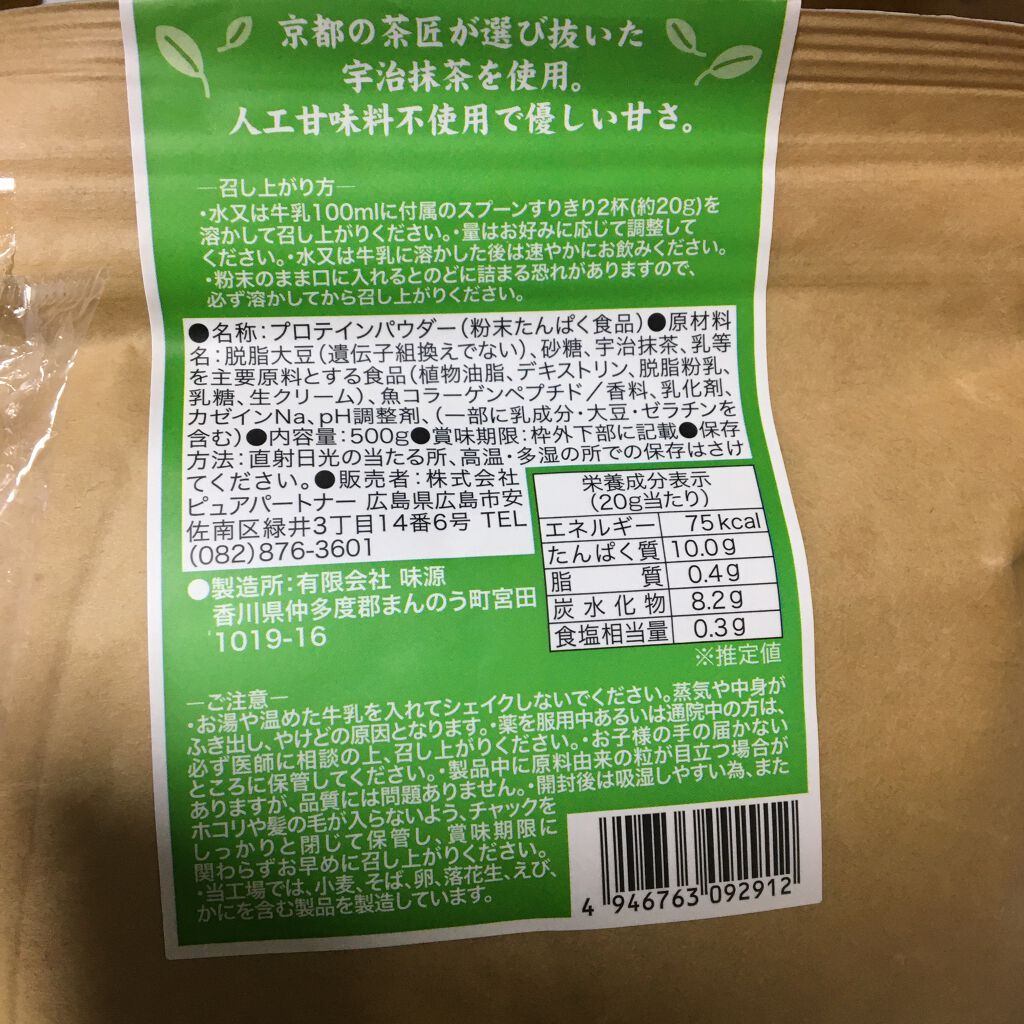 京都の茶匠が選び抜いた
宇治抹茶を使用。
人工甘味料不使用で優しい甘さ。
―召し上がり方―
・水又は牛乳100mlに付属のスプーンすりきり2杯(約20g)を
溶かして召し上がりください。・量はお好みに応じて調整して
ください。・水又は牛乳に溶かした後は速やかにお飲みください。
・粉末のまま口に入れるとのどに詰まる恐れがありますので、
必ず溶かしてから召し上がりください。
●名称：プロテインパウダー（粉末たんぱく食品）●原材料
名：脱脂大豆（遺伝子組換えでない）、砂糖、宇治抹茶、乳等
を主要原料とする食品（植物油脂、デキストリン、脱脂粉乳、
乳糖、生クリーム）、魚コラーゲンペプチド／香料、乳化剤、
カゼインNa、pH調整剤、（一部に乳成分・大豆・ゼラチンを
含む）●内容量：500g●賞味期限：枠外下部に記載●保存
方法：直射日光の当たる所、高温・多湿の所での保存はさけ
てください。●販売者：株式会社
ピュアパートナー 広島県広島市安
佐南区緑井3丁目14番6号 TEL
(082)876-3601
●製造所：有限会社 味源
香川県仲多度郡まんのう町宮田
1019-16
栄養成分表示
(20g当たり)
エネルギー 75kcal
たんぱく質 10.0g
脂質 0.4g
炭水化物 8.2g
食塩相当量 0.3g
※推定値
―ご注意―
・お湯や温めた牛乳を入れてシェイクしないでください。蒸気や中身が
ふき出し、やけどの原因となります。・薬を服用中あるいは通院中の方は、
必ず医師に相談の上、召し上がりください。・お子様の手の届かない
ところに保管してください。・製品中に原料由来の粒が目立つ場合が
ありますが、品質には問題ありません。・開封後は吸湿しやすい為、また
ホコリや髪の毛が入らないよう、チャックを
しっかりと閉じて保管し、賞味期限に
関わらずお早めに召し上がりください。
・当工場では、小麦、そば、卵、落花生、えび、
かにを含む製品を製造しています。
4 946763 092912